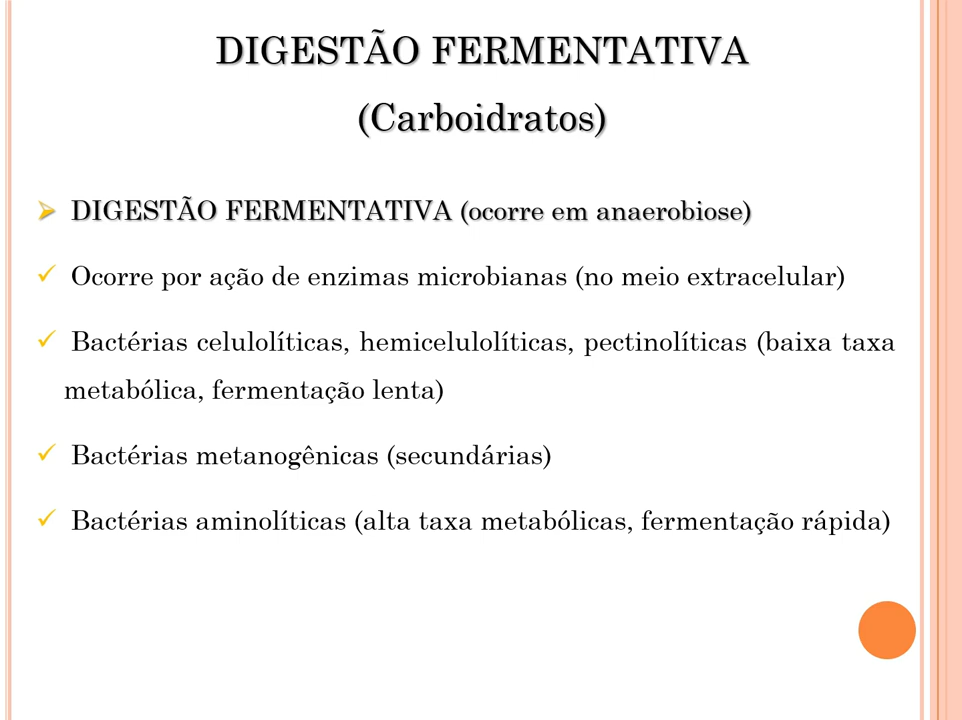 DIGESTÃO FERMENTATIVA
(Carboidratos)
DIGESTÃO FERMENTATIVA (ocorre em anaerobiose)
Ocorre por ação de enzimas microbianas (no meio extracelular)
Bactérias celulolíticas, hemicelulolíticas, pectinolíticas (baixa taxa
metabólica, fermentação lenta)
Bactérias metanogênicas (secundárias)
Bactérias aminolíticas (alta taxa metabólicas, fermentação rápida)